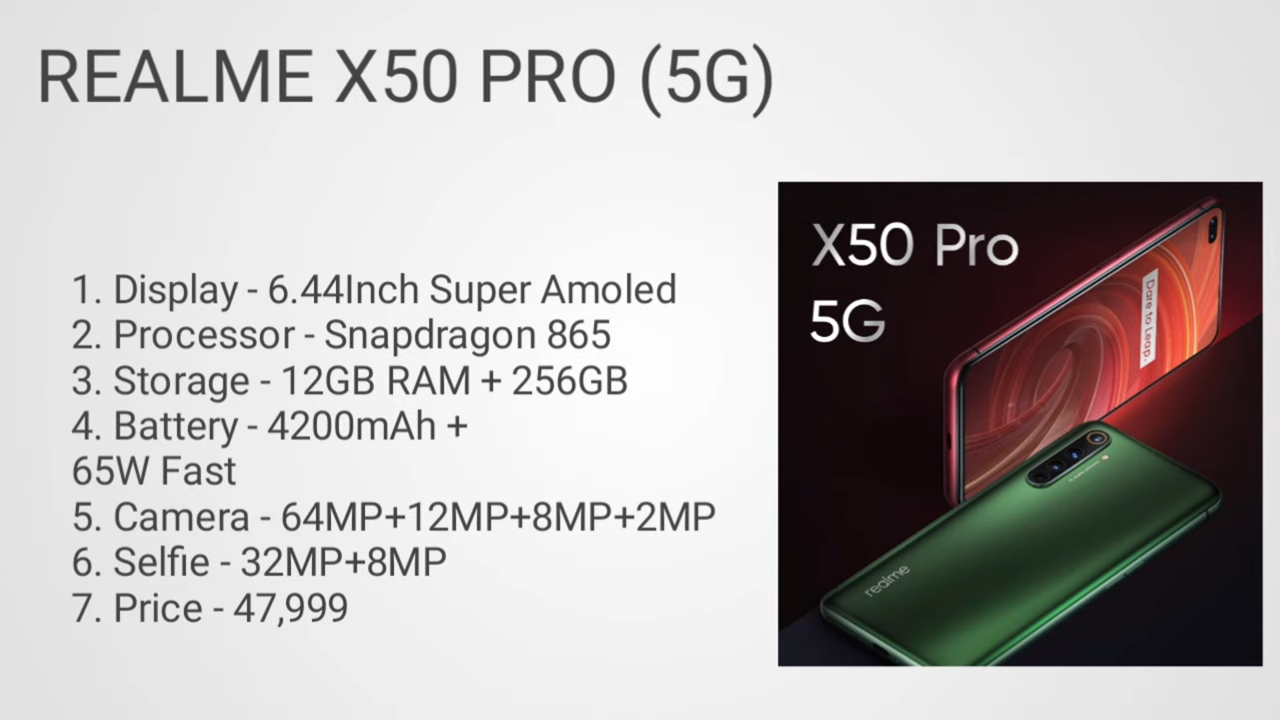 REALME X50 PRO (5G)
1. Display - 6.44Inch Super Amoled
2. Processor - Snapdragon 865
3. Storage - 12GB RAM + 256GB
4. Battery - 4200mAh +
65W Fast
5. Camera - 64MP+12MP+8MP+2MP
6. Selfie - 32MP+8MP
7. Price - 47,999
X50 Pro
5G
Dare to Leap.
realme